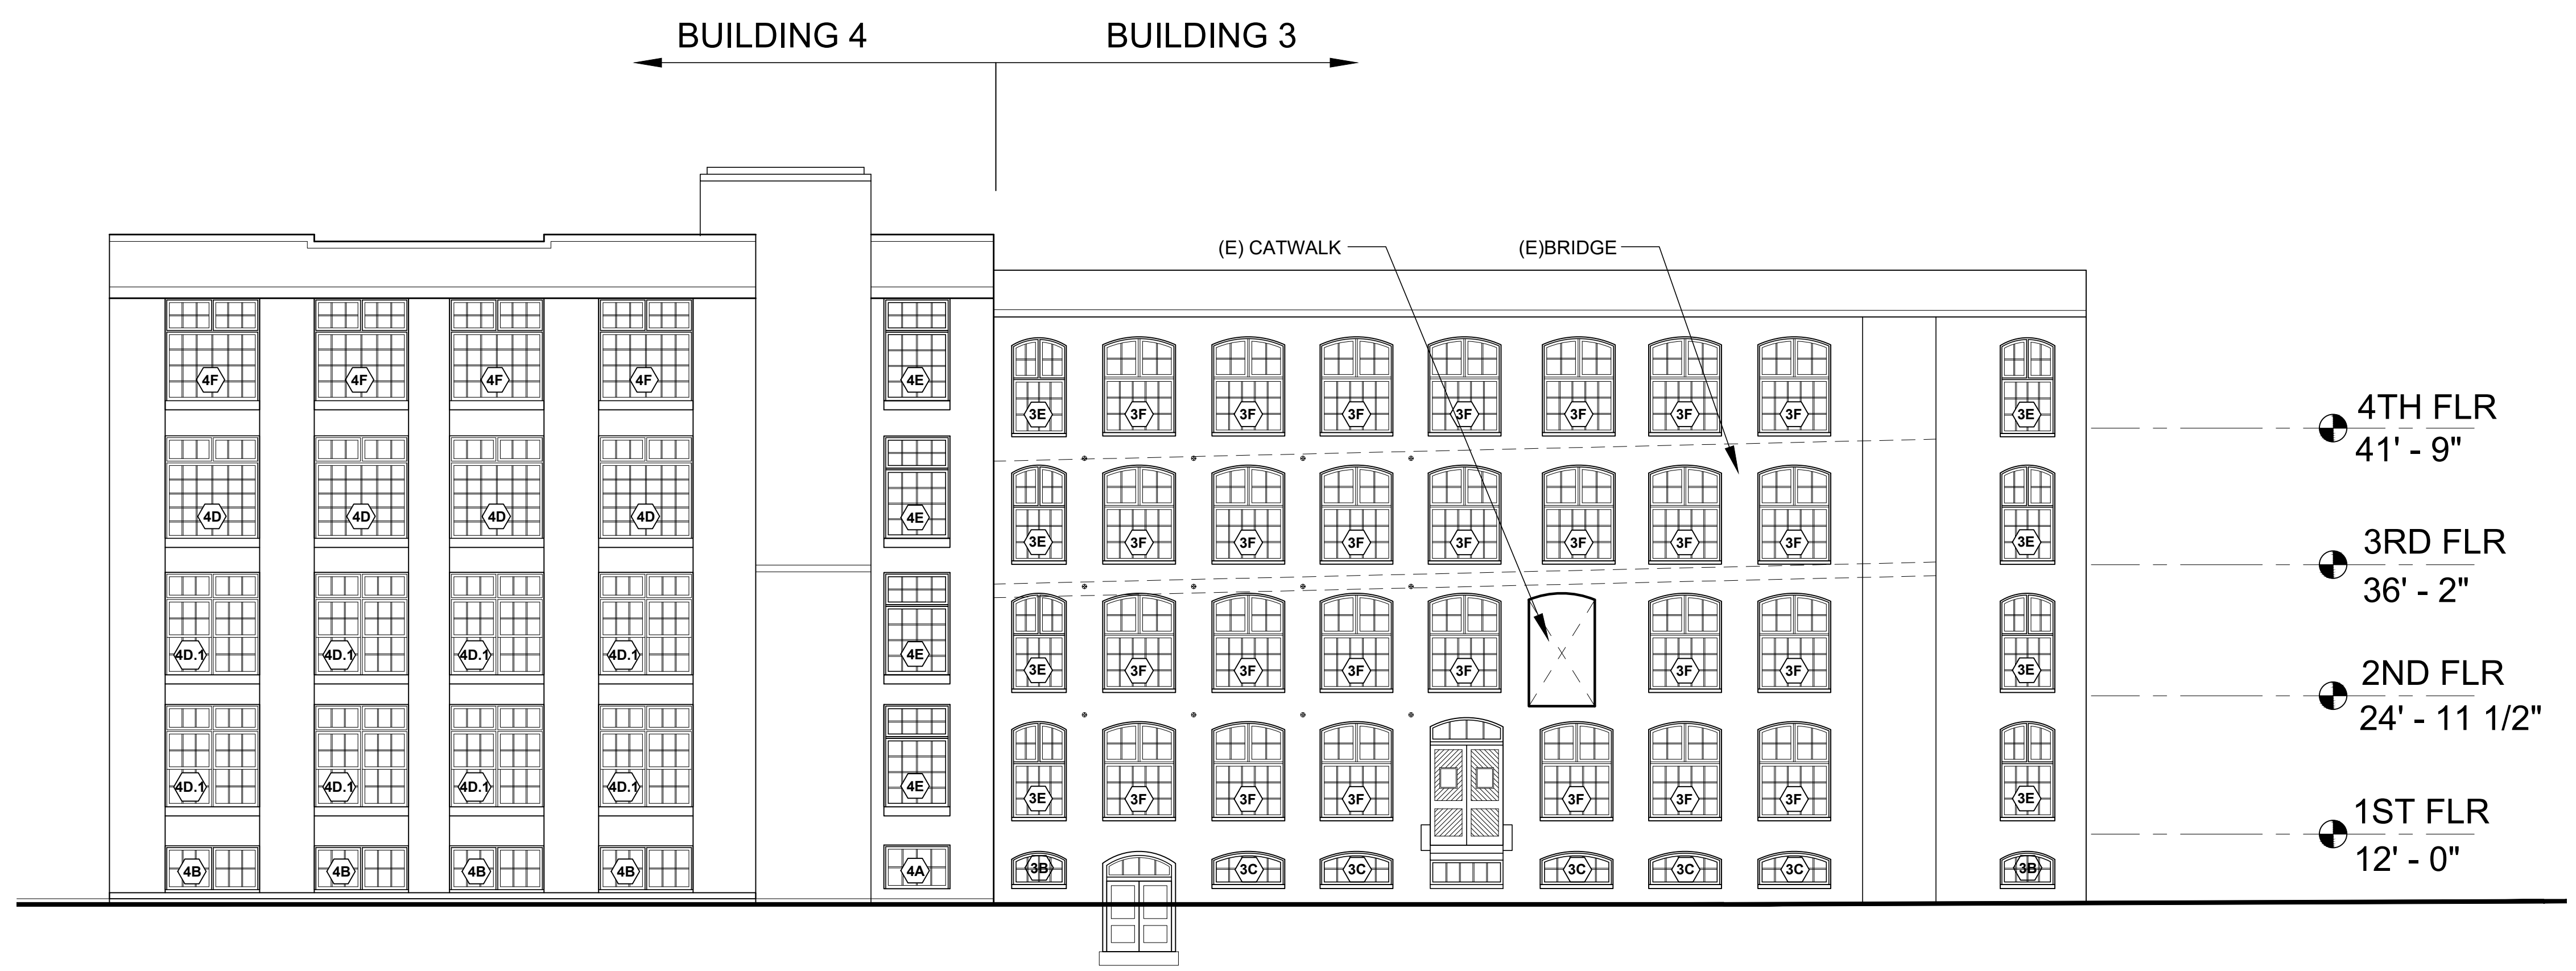 BUILDING 4
BUILDING 3
(E) CATWALK
(E)BRIDGE
4F 4F 4F 4F 4E
3E 3F 3F 3F 3F 3F 3F 3F 3E
4TH FLR
41' - 9"
4D 4D 4D 4D 4E
3E 3F 3F 3F 3F 3F 3F 3F 3E
3RD FLR
36' - 2"
4D.1 4D.1 4D.1 4D.1 4E
3E 3F 3F 3F 3F 3F 3F 3E
2ND FLR
24' - 11 1/2"
4D.1 4D.1 4D.1 4D.1 4E
3E 3F 3F 3F 3F 3F 3F 3E
1ST FLR
12' - 0"
4B 4B 4B 4B 4A
3B 3C 3C 3C 3C 3C 3B